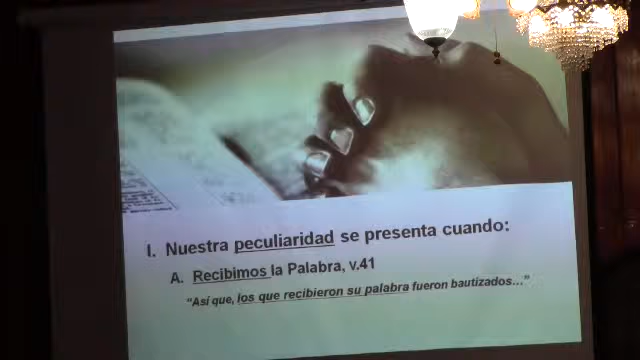 I. Nuestra peculiaridad se presenta cuando:
A. Recibimos la Palabra, v.41
“Así que, los que recibieron su palabra fueron bautizados...”